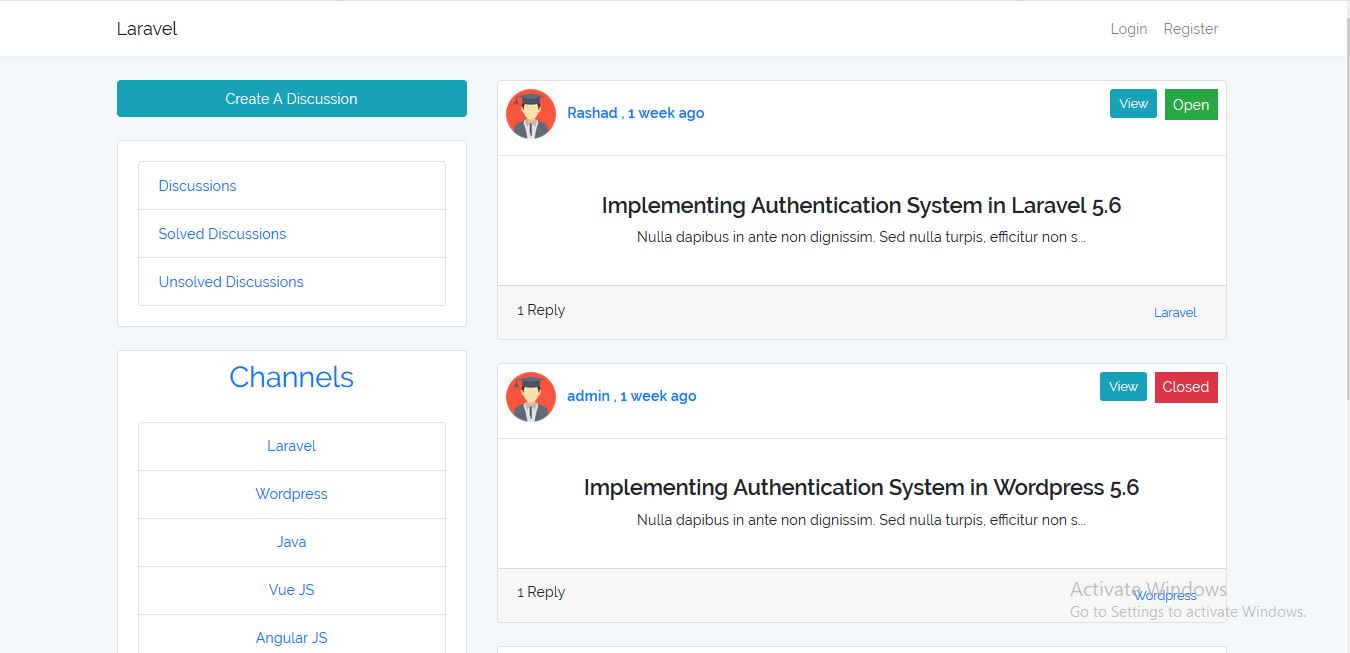 Laravel
Login Register
Create A Discussion
Discussions
Solved Discussions
Unsolved Discussions
Channels
Laravel
Wordpress
Java
Vue JS
Angular JS
Rashad , 1 week ago
View Open
Implementing Authentication System in Laravel 5.6
Nulla dapibus in ante non dignissim. Sed nulla turpis, efficitur non s...
1 Reply
Laravel
admin , 1 week ago
View Closed
Implementing Authentication System in Wordpress 5.6
Nulla dapibus in ante non dignissim. Sed nulla turpis, efficitur non s...
1 Reply
Wordpress
Activate Windows
Go to Settings to activate Windows.